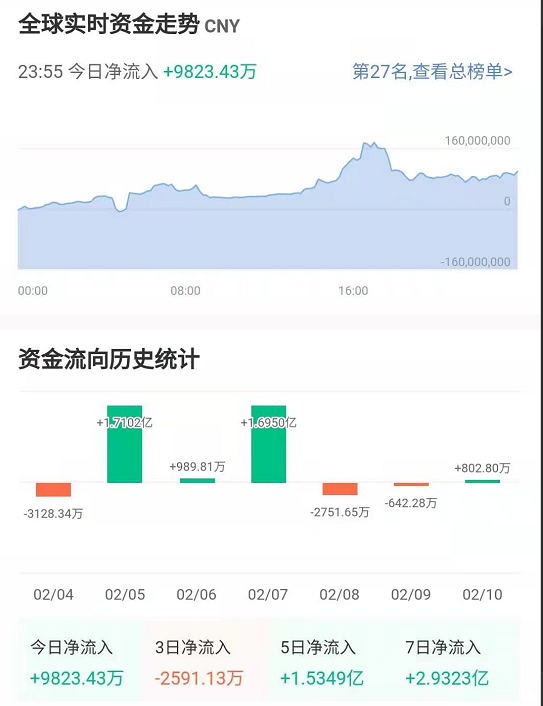 全球实时资金走势 CNY
23:55 今日净流入 +9823.43万 第27名,查看总榜单>
160,000,000
0
-160,000,000
00:00 08:00 16:00
资金流向历史统计
+1.7102亿 +1.6950亿
+989.81万 +802.80万
-3128.34万 -2751.65万 -642.28万
02/04 02/05 02/06 02/07 02/08 02/09 02/10
今日净流入 3日净流入 5日净流入 7日净流入
+9823.43万 -2591.13万 +1.5349亿 +2.9323亿